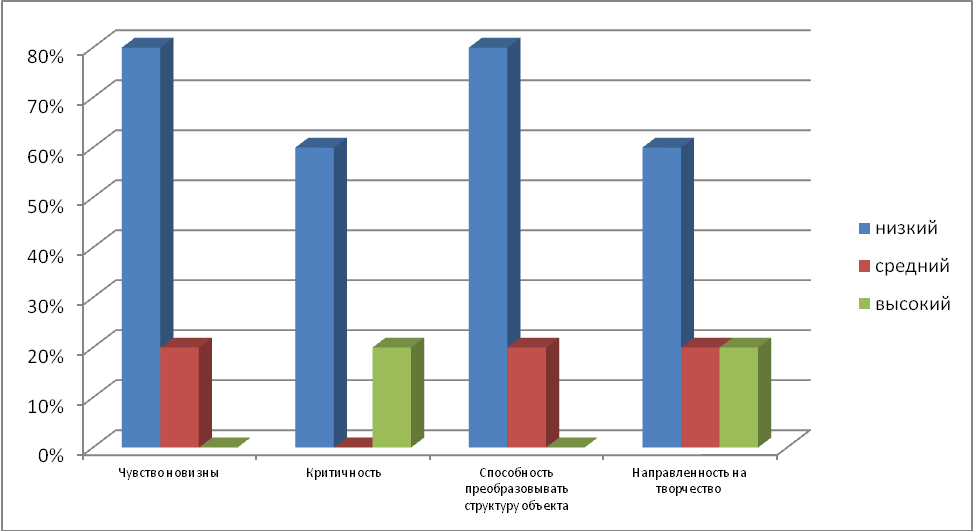 80%
70%
60%
50%
40%
30%
20%
10%
0%
Чувство новизны
Критичность
Способность
преобразовывать
структуру объекта
Направленность на
творчество
низкий
средний
высокий